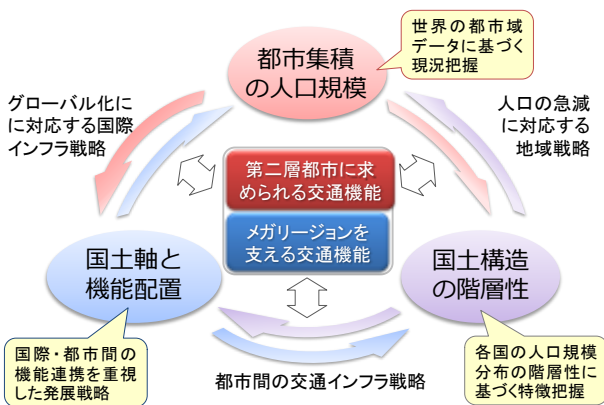 世界の都市域
データに基づく
現況把握
都市集積
の人口規模
グローバル化に
に対応する国際
インフラ戦略
人口の急減
に対応する
地域戦略
第二層都市に求
められる交通機能
メガリージョンを
支える交通機能
国土軸と
機能配置
国土構造
の階層性
国際・都市間の
機能連携を重視
した発展戦略
都市間の交通インフラ戦略
各国の人口規模
分布の階層性に
基づく特徴把握